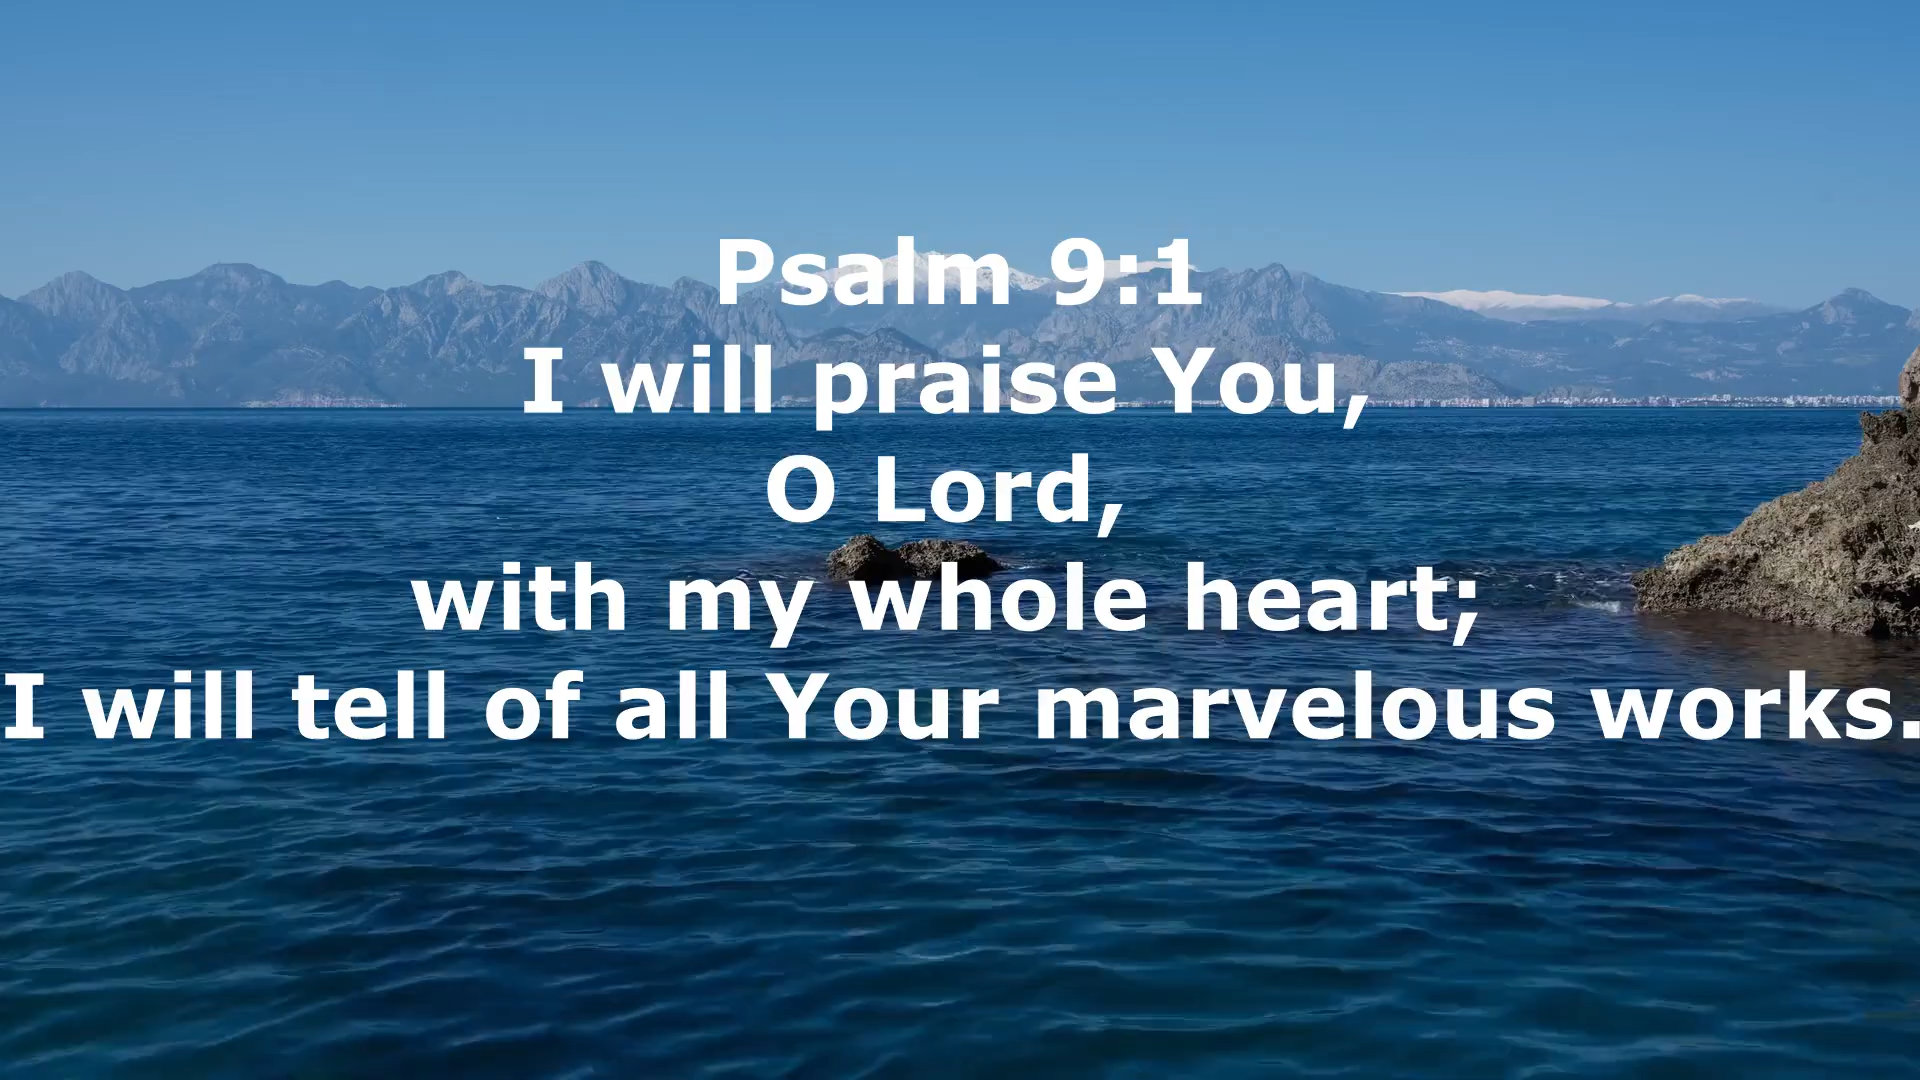 Psalm 9:1
I will praise You,
O Lord,
with my whole heart;
I will tell of all Your marvelous works.